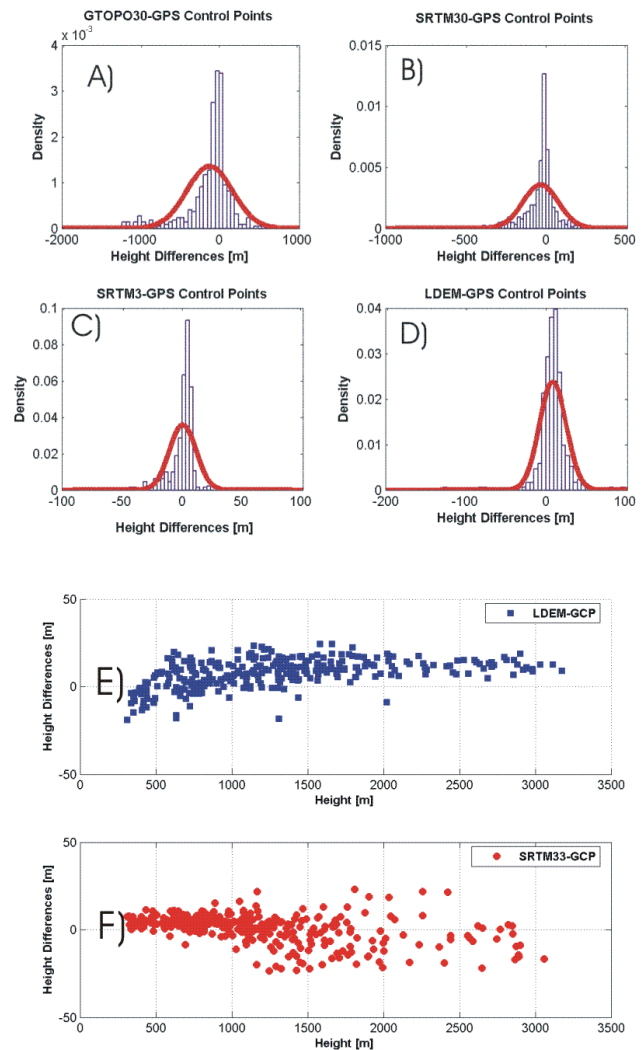 GTOPO30-GPS Control Points
x 10-3
A)
4
3
2
1
0
Density
-2000 -1000 0 1000
Height Differences [m]
SRTM30-GPS Control Points
B)
0.015
0.01
0.005
0
Density
-1000 -500 0 500
Height Differences [m]
SRTM3-GPS Control Points
C)
0.1
0.08
0.06
0.04
0.02
0
Density
-100 -50 0 50 100
Height Differences [m]
LDEM-GPS Control Points
D)
0.04
0.03
0.02
0.01
0
Density
-200 -100 0 100
Height Differences [m]
E)
LDEM-GCP
50
0
-50
Height Differences [m]
0 500 1000 1500 2000 2500 3000 3500
Height [m]
F)
SRTM33-GCP
50
0
-50
Height Differences [m]
0 500 1000 1500 2000 2500 3000 3500
Height [m]